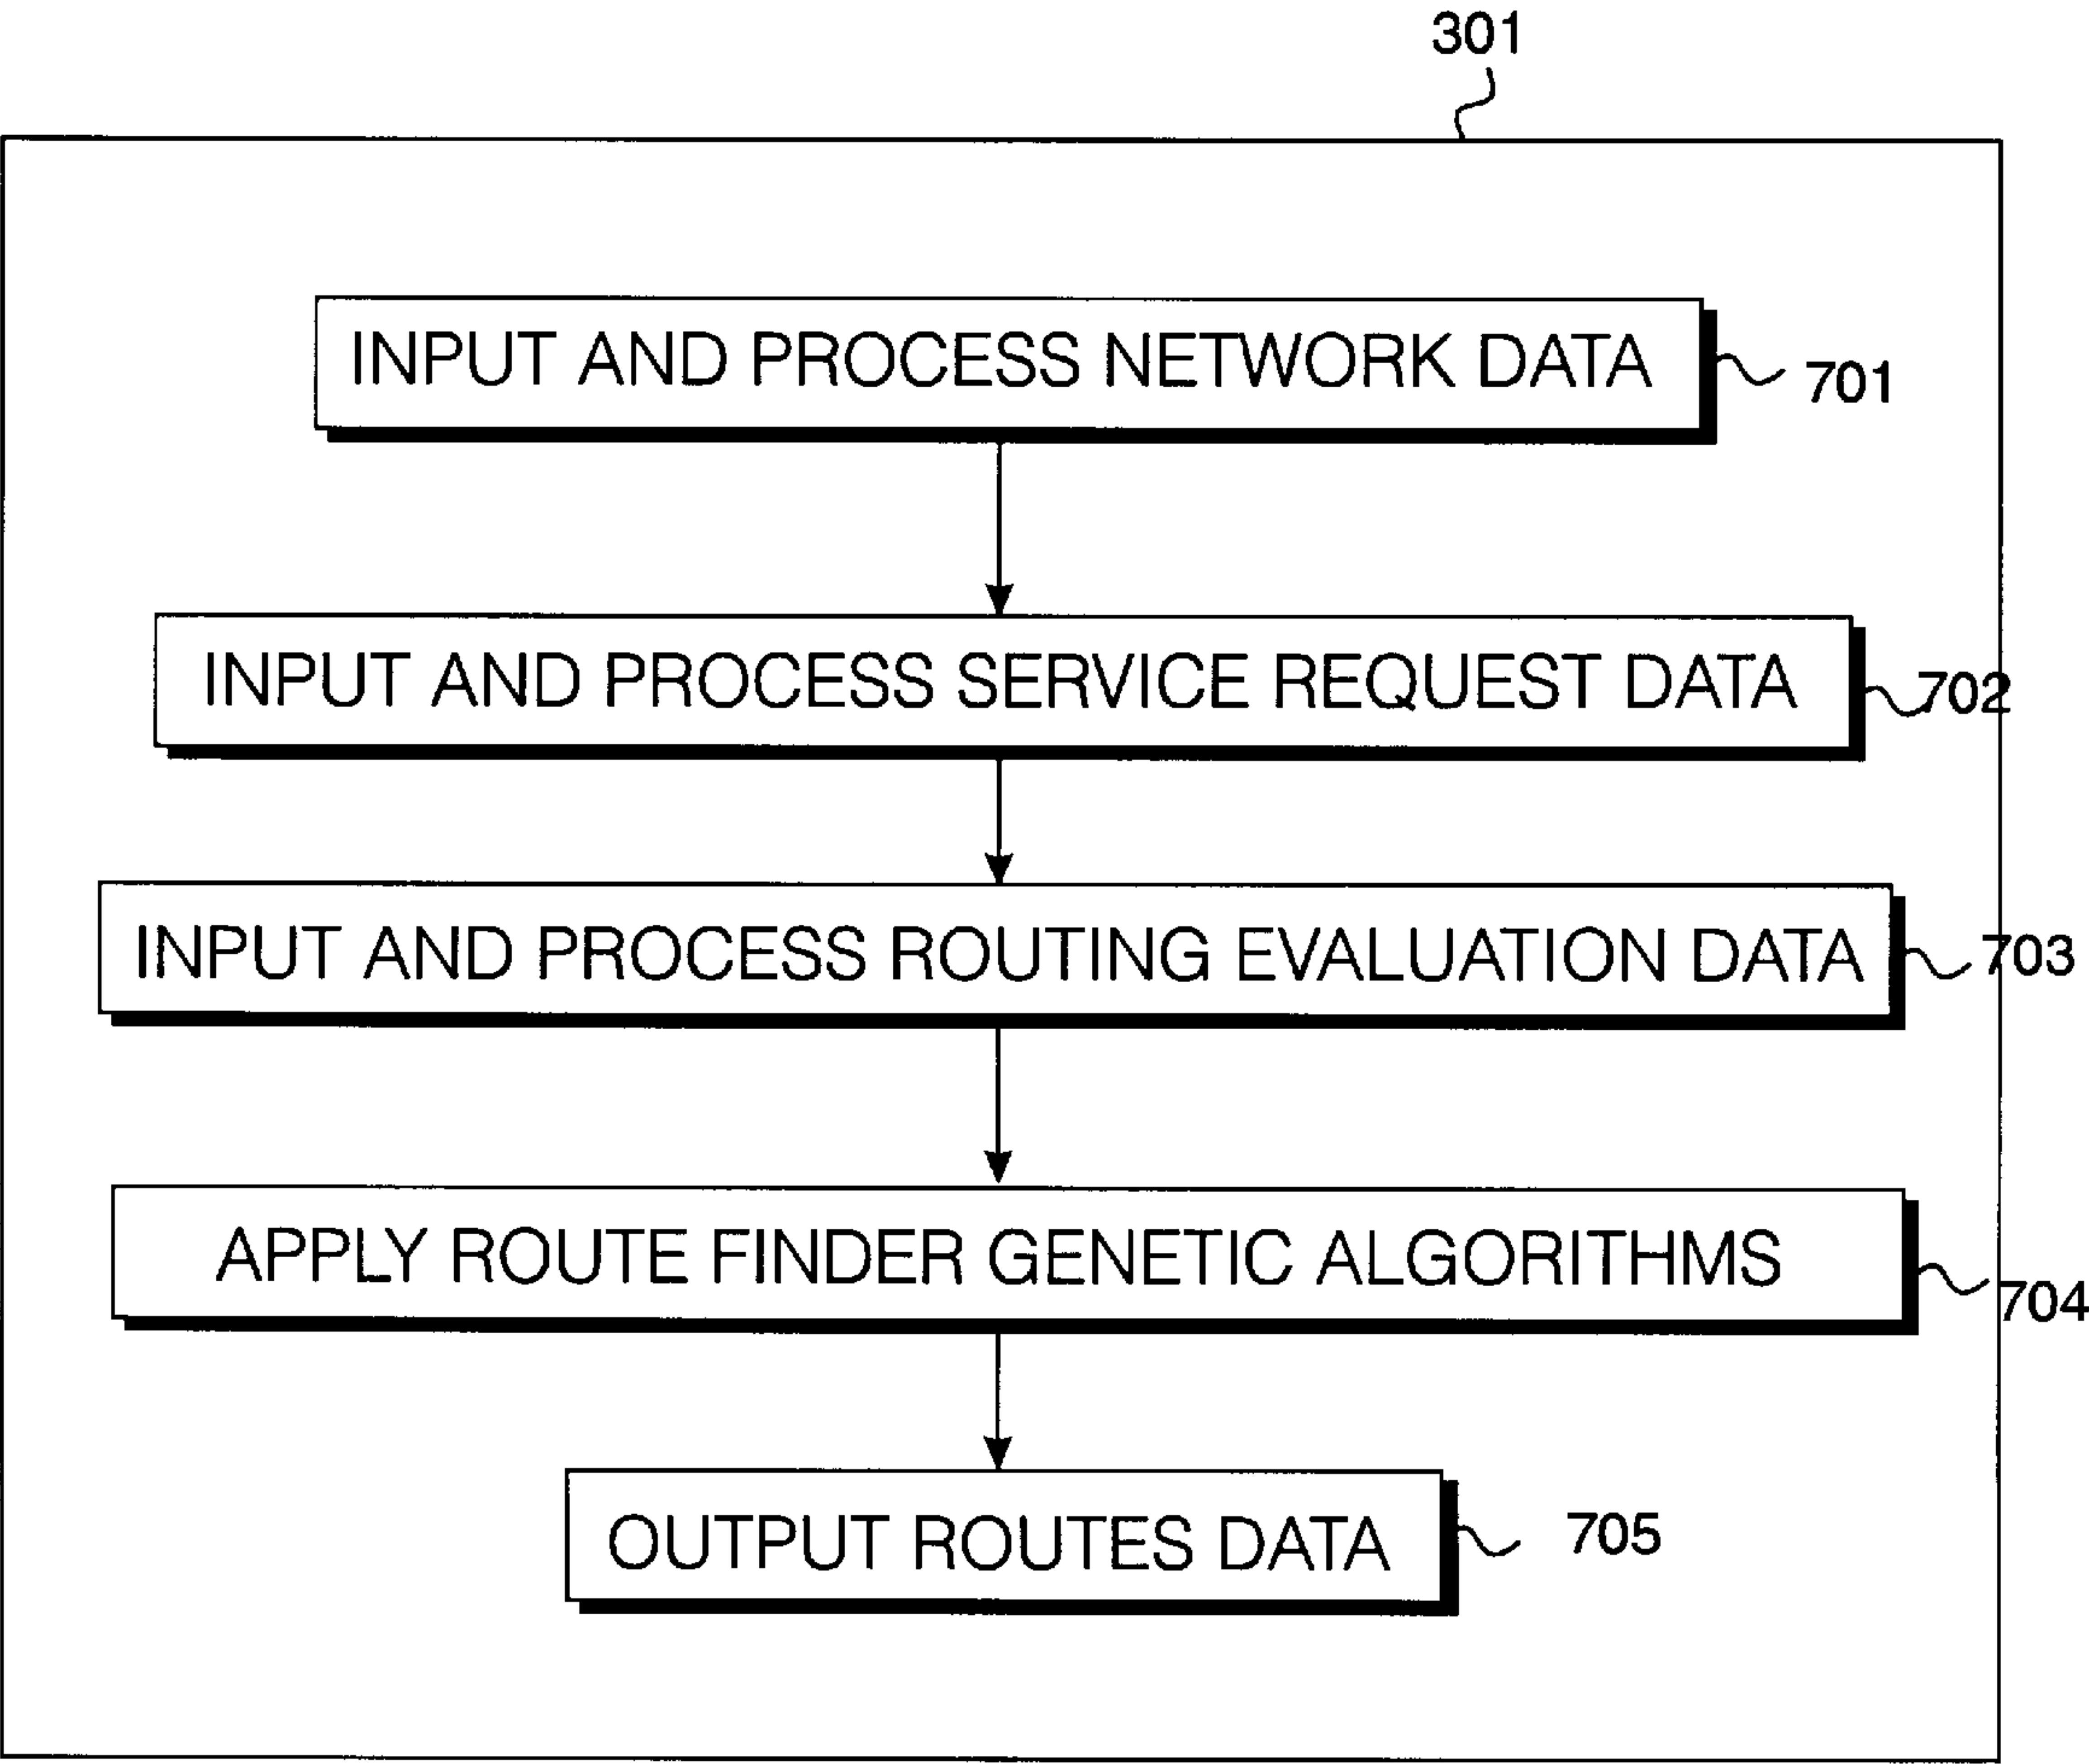 301
INPUT AND PROCESS NETWORK DATA
701
INPUT AND PROCESS SERVICE REQUEST DATA
702
INPUT AND PROCESS ROUTING EVALUATION DATA
703
APPLY ROUTE FINDER GENETIC ALGORITHMS
704
OUTPUT ROUTES DATA
705